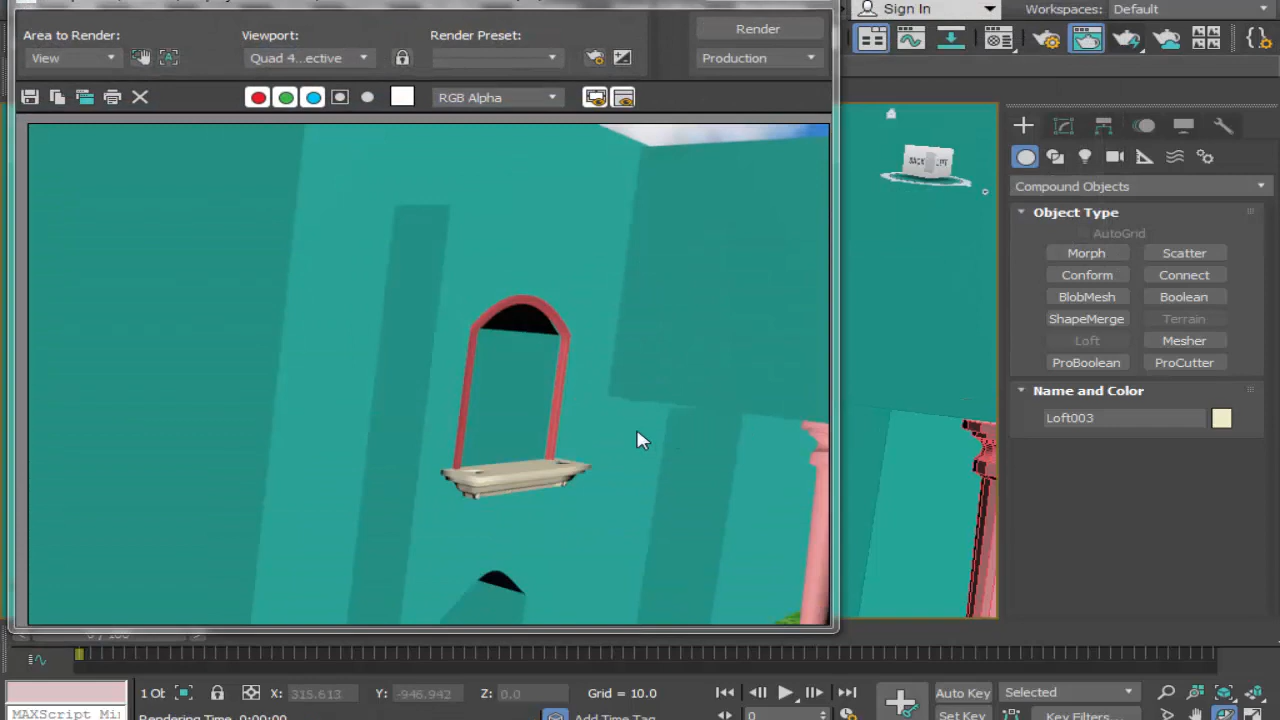 Sign In
Workspaces: Default
Area to Render:
Viewport:
Render Preset:
Render
View
Quad 4...ective
Production
RGB Alpha
BACK
Compound Objects
Object Type
AutoGrid
Morph
Scatter
Conform
Connect
BlobMesh
Boolean
ShapeMerge
Terrain
Loft
Mesher
ProBoolean
ProCutter
Name and Color
Loft003
1 Ob
X: 315.613
Y: -946.942
Z: 0.0
Grid = 10.0
Auto Key
Selected
MAXScript Mi
Rendering Time 0:00:00
Add Time Tag
0
Set Key
Key Filters...